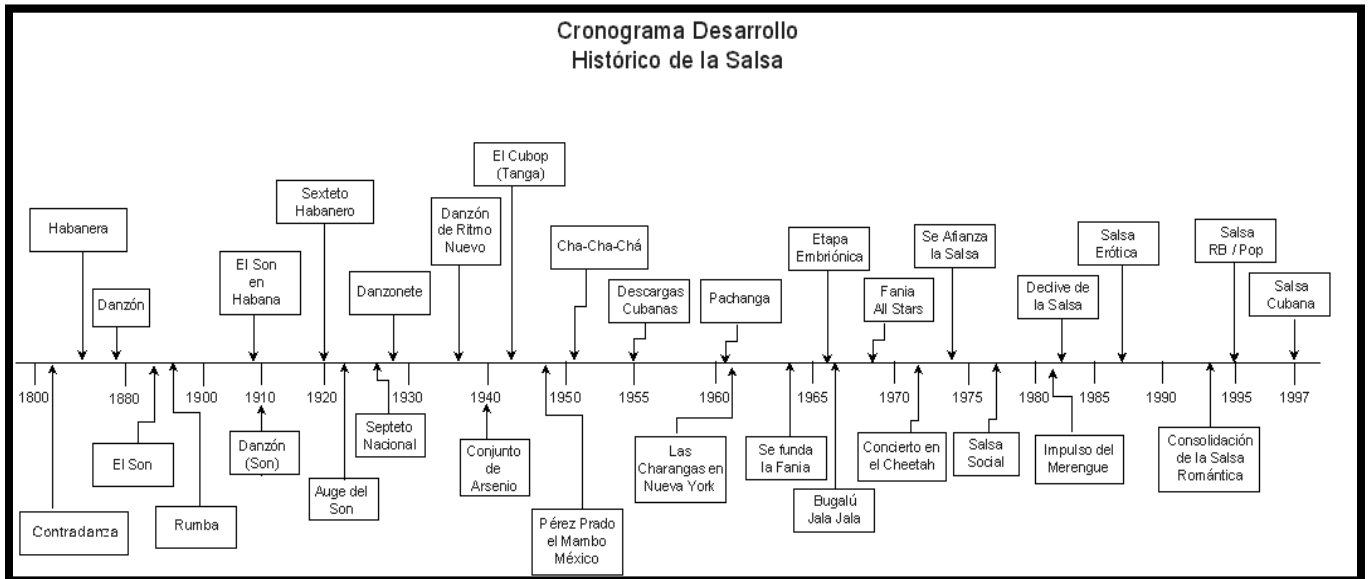 Cronograma Desarrollo
Histórico de la Salsa
El Cubop
(Tanga)
Sexteto
Habanero
Danzón
de Ritmo
Nuevo
Habanera
Cha-Cha-Chá
Etapa
Embriónica
Se Afianza
la Salsa
Salsa
Erótica
Salsa
RB / Pop
El Son
en
Habana
Danzonete
Descargas
Cubanas
Pachanga
Fania
All Stars
Declive de
la Salsa
Salsa
Cubana
Danzón
1800
1880
1900
1910
1920
1930
1940
1950
1955
1960
1965
1970
1975
1980
1985
1990
1995
1997
El Son
Danzón
(Son)
Septeto
Nacional
Conjunto
de
Arsenio
Las
Charangas en
Nueva York
Se funda
la Fania
Concierto en
el Cheetah
Salsa
Social
Impulso del
Merengue
Consolidación
de la Salsa
Romántica
Contradanza
Rumba
Auge del
Son
Pérez Prado
el Mambo
México
Bugalú
Jala Jala